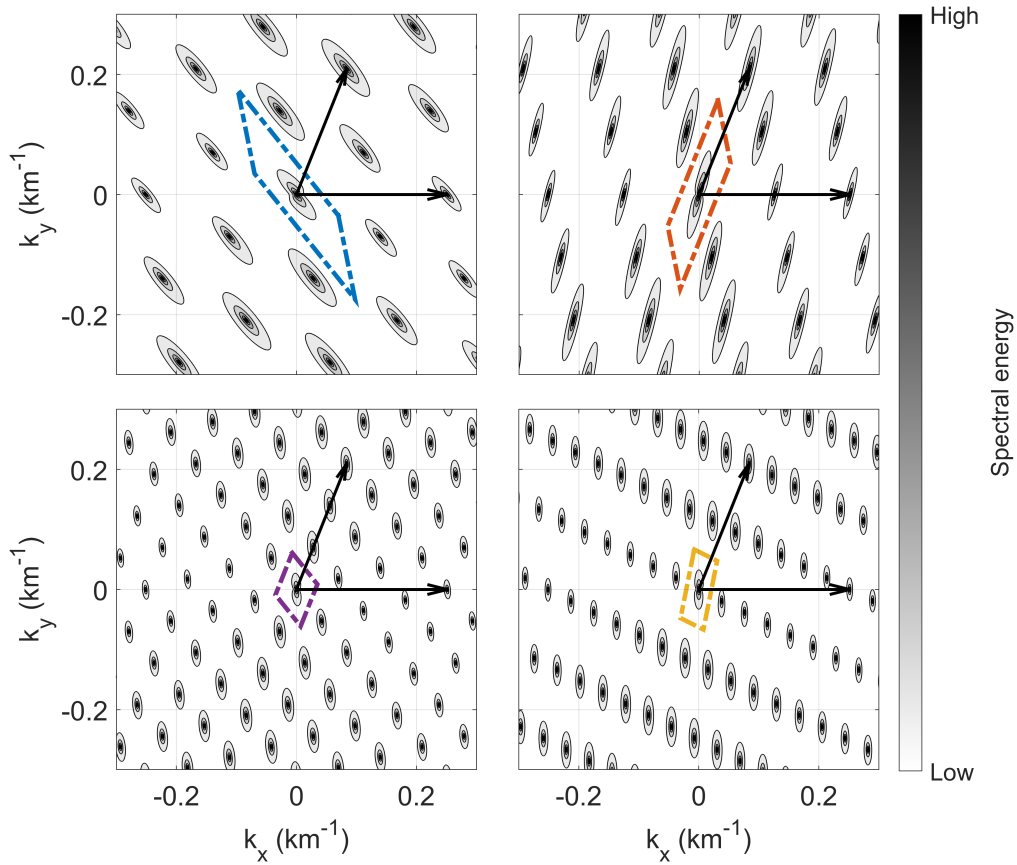 High
0.2
0
-0.2
k_y (km^-1)
0.2
0
-0.2
k_y (km^-1)
-0.2 0 0.2
k_x (km^-1)
-0.2 0 0.2
k_x (km^-1)
Spectral energy
Low